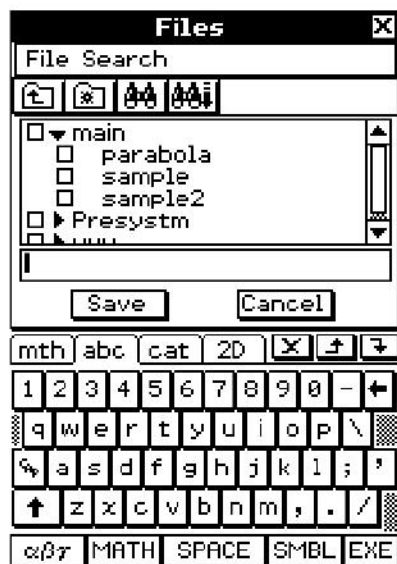 Files
File Search
main
parabola
sample
sample2
Presystm
Save Cancel
mth abc cat 2D
1 2 3 4 5 6 7 8 9 0 -
q w e r t y u i o p \
a s d f g h j k l ; '
z x c v b n m , . /
αβγ MATH SPACE SMBL EXE